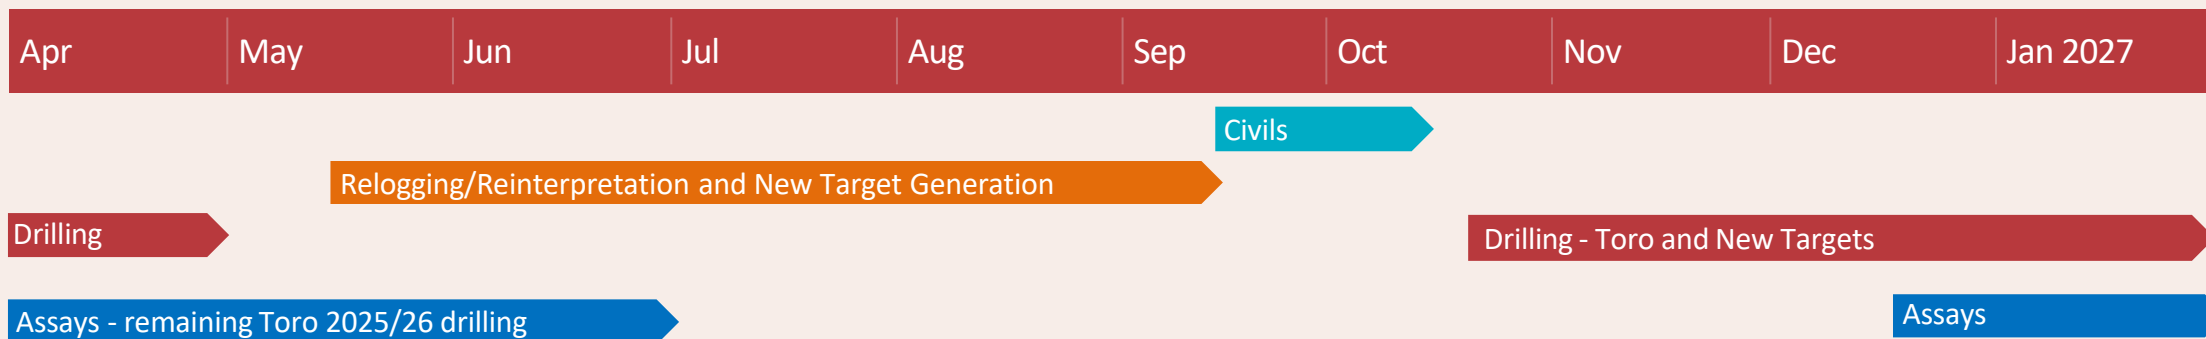 Apr May Jun Jul Aug Sep Oct Nov Dec Jan 2027
Civils
Relogging/Reinterpretation and New Target Generation
Drilling
Drilling - Toro and New Targets
Assays - remaining Toro 2025/26 drilling
Assays